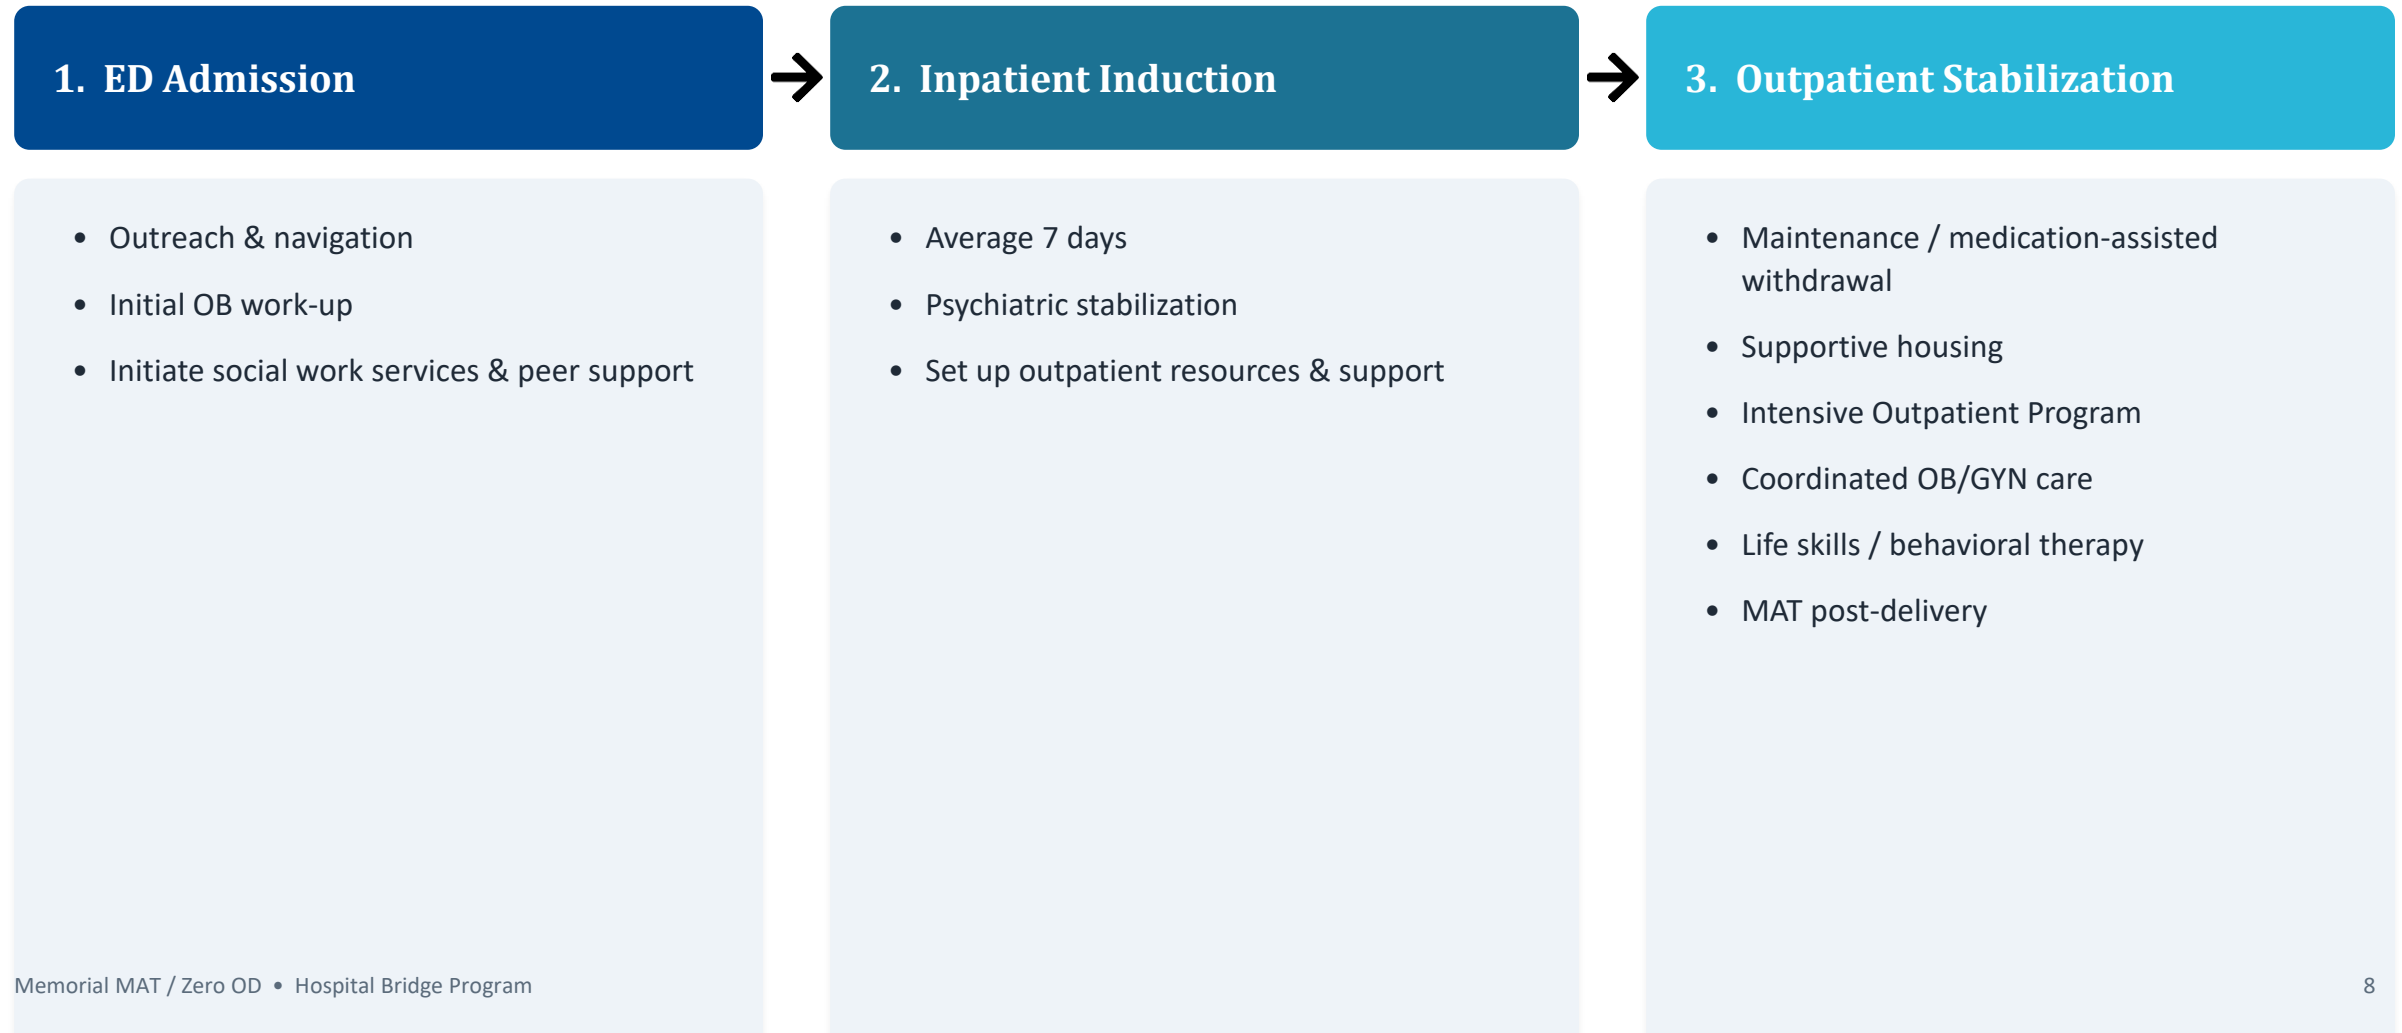 1. ED Admission
• Outreach & navigation
• Initial OB work-up
• Initiate social work services & peer support
2. Inpatient Induction
• Average 7 days
• Psychiatric stabilization
• Set up outpatient resources & support
3. Outpatient Stabilization
• Maintenance / medication-assisted
withdrawal
• Supportive housing
• Intensive Outpatient Program
• Coordinated OB/GYN care
• Life skills / behavioral therapy
• MAT post-delivery
Memorial MAT / Zero OD • Hospital Bridge Program
8